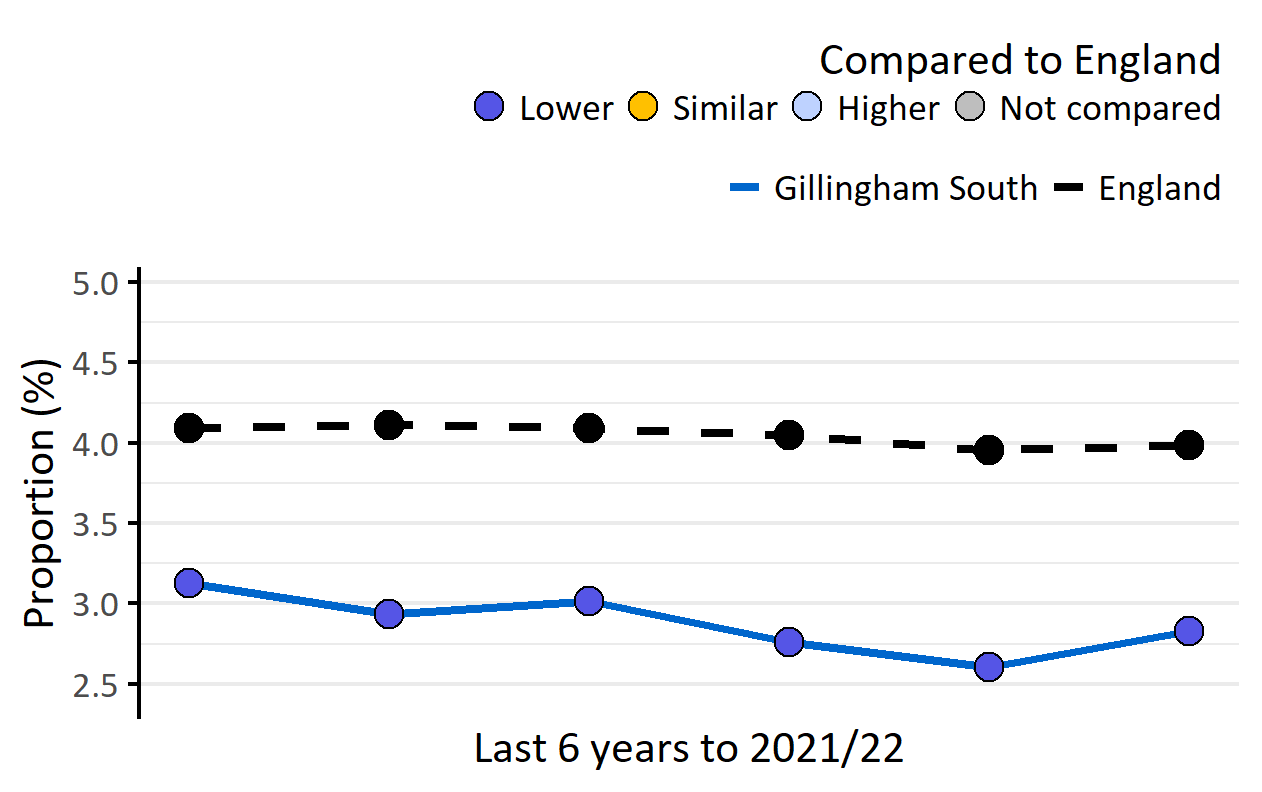 Compared to England
Lower Similar Higher Not compared
Gillingham South England
5.0
4.5
4.0
3.5
3.0
2.5
Proportion (%)
Last 6 years to 2021/22